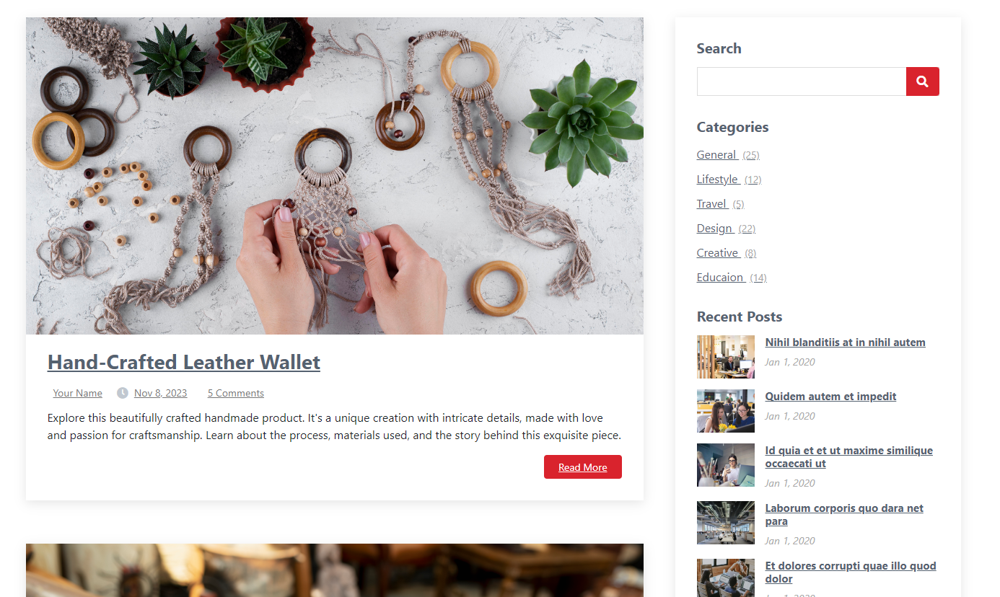 Hand-Crafted Leather Wallet
Your Name Nov 8, 2023 5 Comments
Explore this beautifully crafted handmade product. It's a unique creation with intricate details, made with love
and passion for craftsmanship. Learn about the process, materials used, and the story behind this exquisite piece.
Read More
Search
Categories
General (25)
Lifestyle (12)
Travel (5)
Design (22)
Creative (8)
Educaion (14)
Recent Posts
Nihil blanditiis at in nihil autem
Jan 1, 2020
Quidem autem et impedit
Jan 1, 2020
Id quia et et ut maxime similique
occaecati ut
Jan 1, 2020
Laborum corporis quo dara net
para
Jan 1, 2020
Et dolores corrupti quae illo quod
dolor